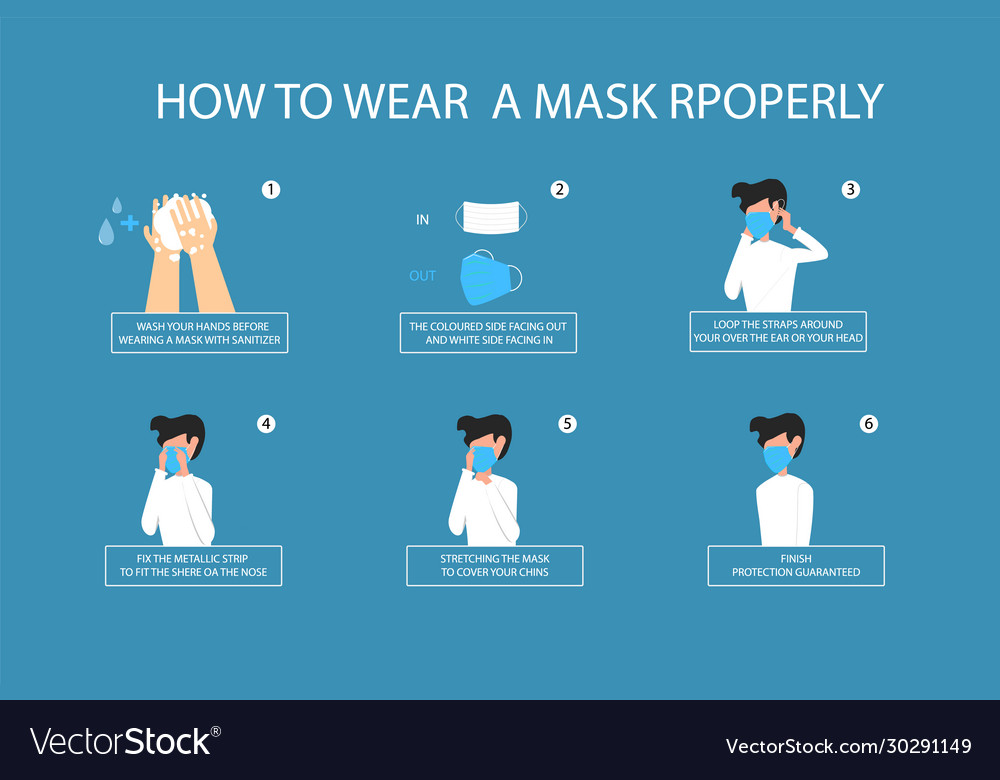 HOW TO WEAR A MASK RPOPERLY
1
WASH YOUR HANDS BEFORE
WEARING A MASK WITH SANITIZER
2
IN
OUT
THE COLOURED SIDE FACING OUT
AND WHITE SIDE FACING IN
3
LOOP THE STRAPS AROUND
YOUR OVER THE EAR OR YOUR HEAD
4
FIX THE METALLIC STRIP
TO FIT THE SHERE OA THE NOSE
5
STRETCHING THE MASK
TO COVER YOUR CHINS
6
FINISH
PROTECTION GUARANTEED
VectorStock®
VectorStock.com/30291149